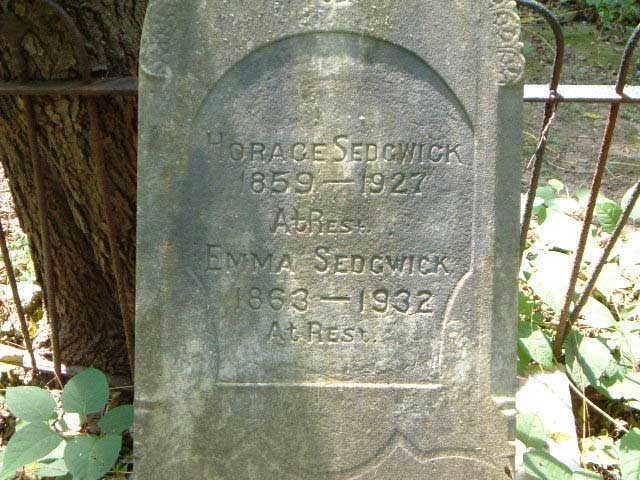 HORACE SEDGWICK
1859 — 1927
At Rest.
EMMA SEDGWICK
1863 — 1932
At Rest.